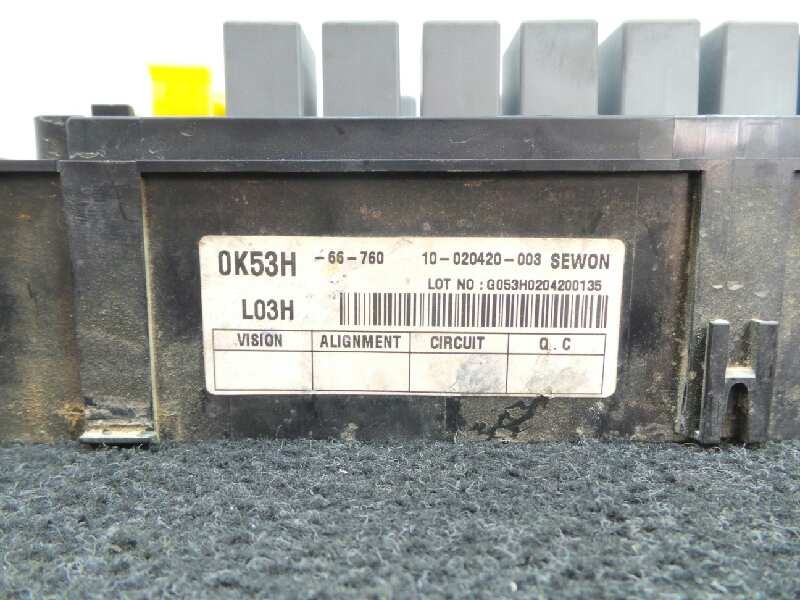 0K53H -66-760 10-020420-003 SEWON
LOT NO : G053H0204200135
L03H
VISION ALIGNMENT CIRCUIT Q.C